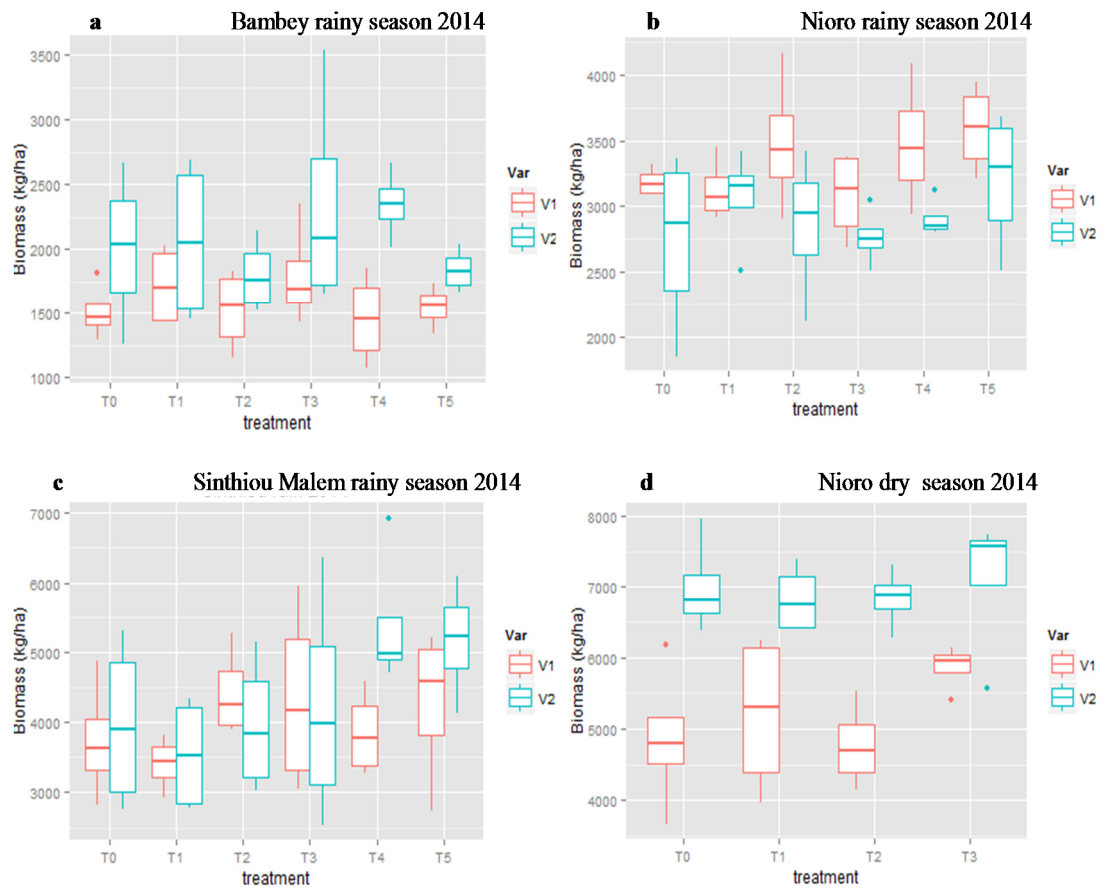 a Bambey rainy season 2014
3500
3000
2500
2000
1500
1000
Biomass (kg/ha)
T0 T1 T2 T3 T4 T5
treatment
Var
V1
V2
b Nioro rainy season 2014
4000
3500
3000
2500
2000
Biomass (kg/ha)
T0 T1 T2 T3 T4 T5
treatment
Var
V1
V2
c Sinthiou Malem rainy season 2014
7000
6000
5000
4000
3000
Biomass (kg/ha)
T0 T1 T2 T3 T4 T5
treatment
Var
V1
V2
d Nioro dry season 2014
8000
7000
6000
5000
4000
Biomass (kg/ha)
T0 T1 T2 T3
treatment
Var
V1
V2